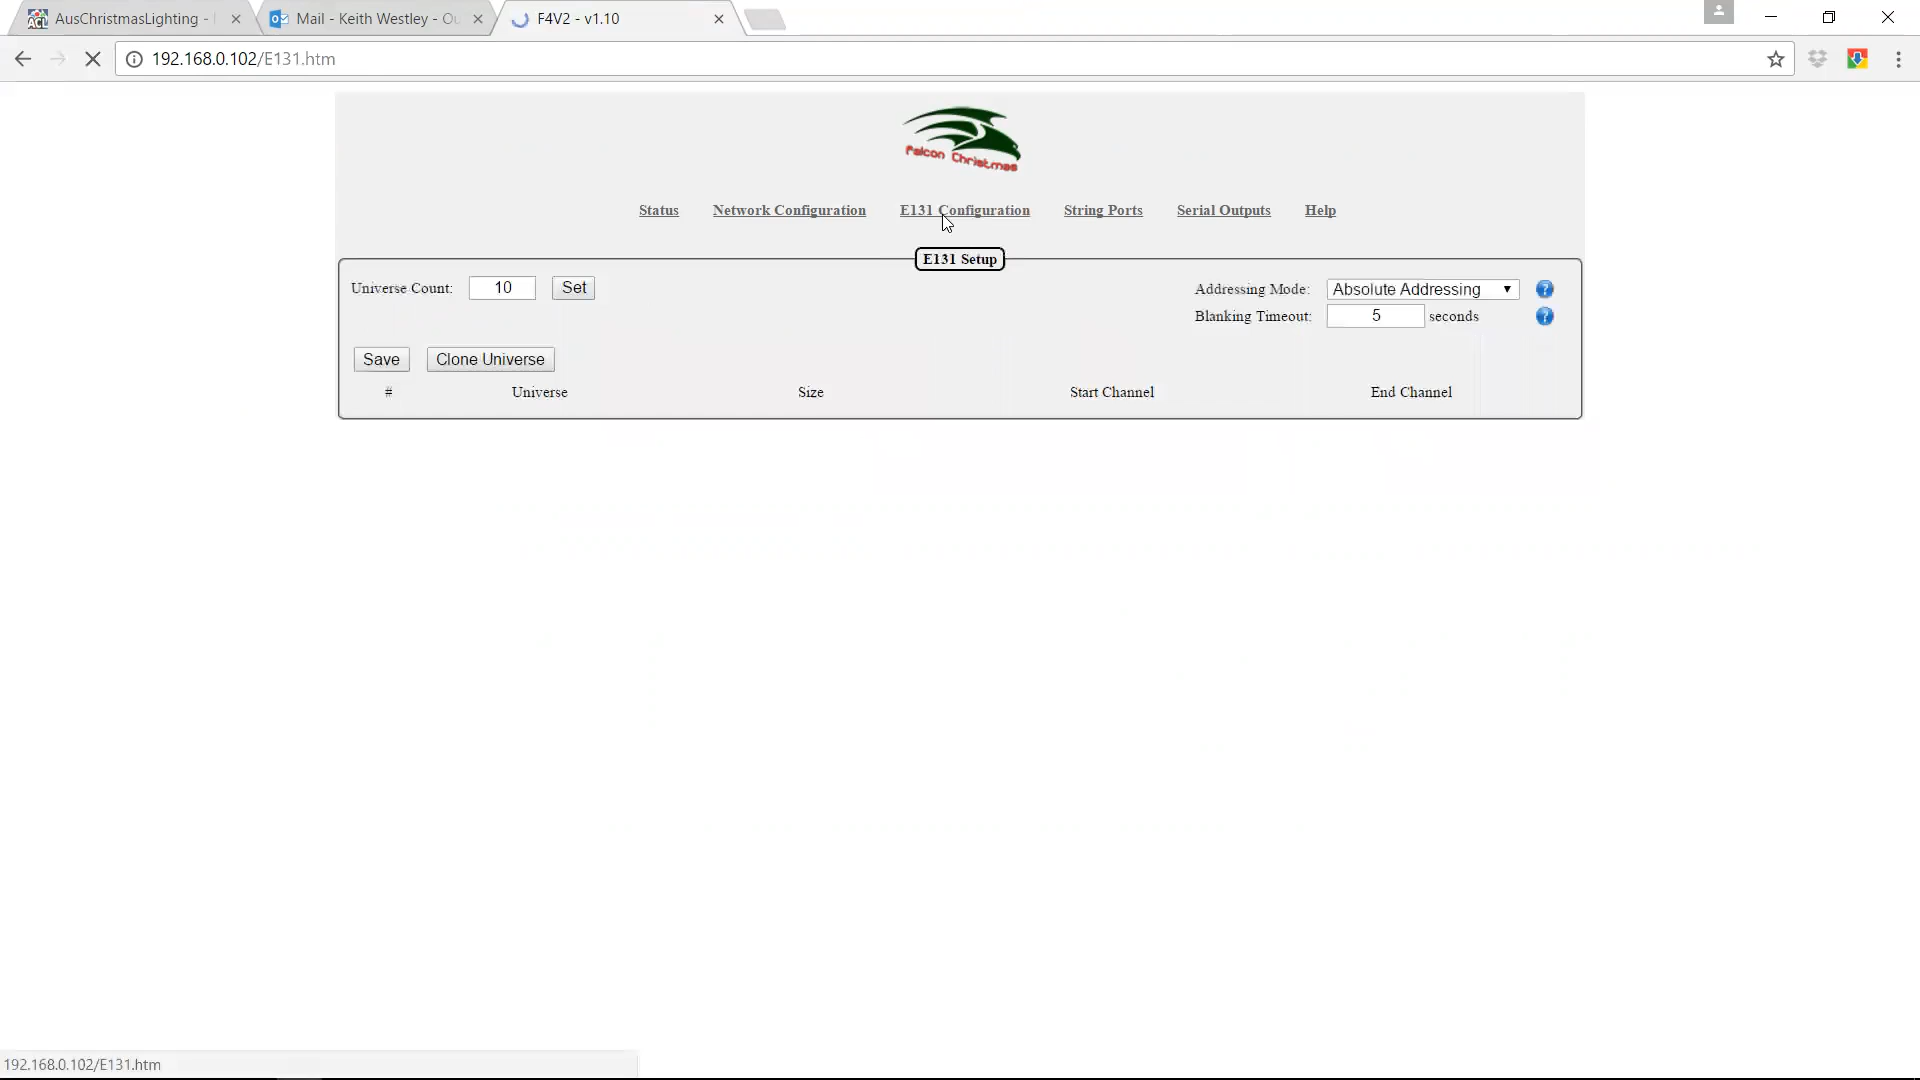 AusChristmasLighting -
Mail - Keith Westley - Ou
F4V2 - v1.10
192.168.0.102/E131.htm
Falcon Christmas
Status
Network Configuration
E131 Configuration
String Ports
Serial Outputs
Help
E131 Setup
Universe Count: 10 Set
Addressing Mode: Absolute Addressing
Blanking Timeout: 5 seconds
Save Clone Universe
# Universe Size Start Channel End Channel
192.168.0.102/E131.htm